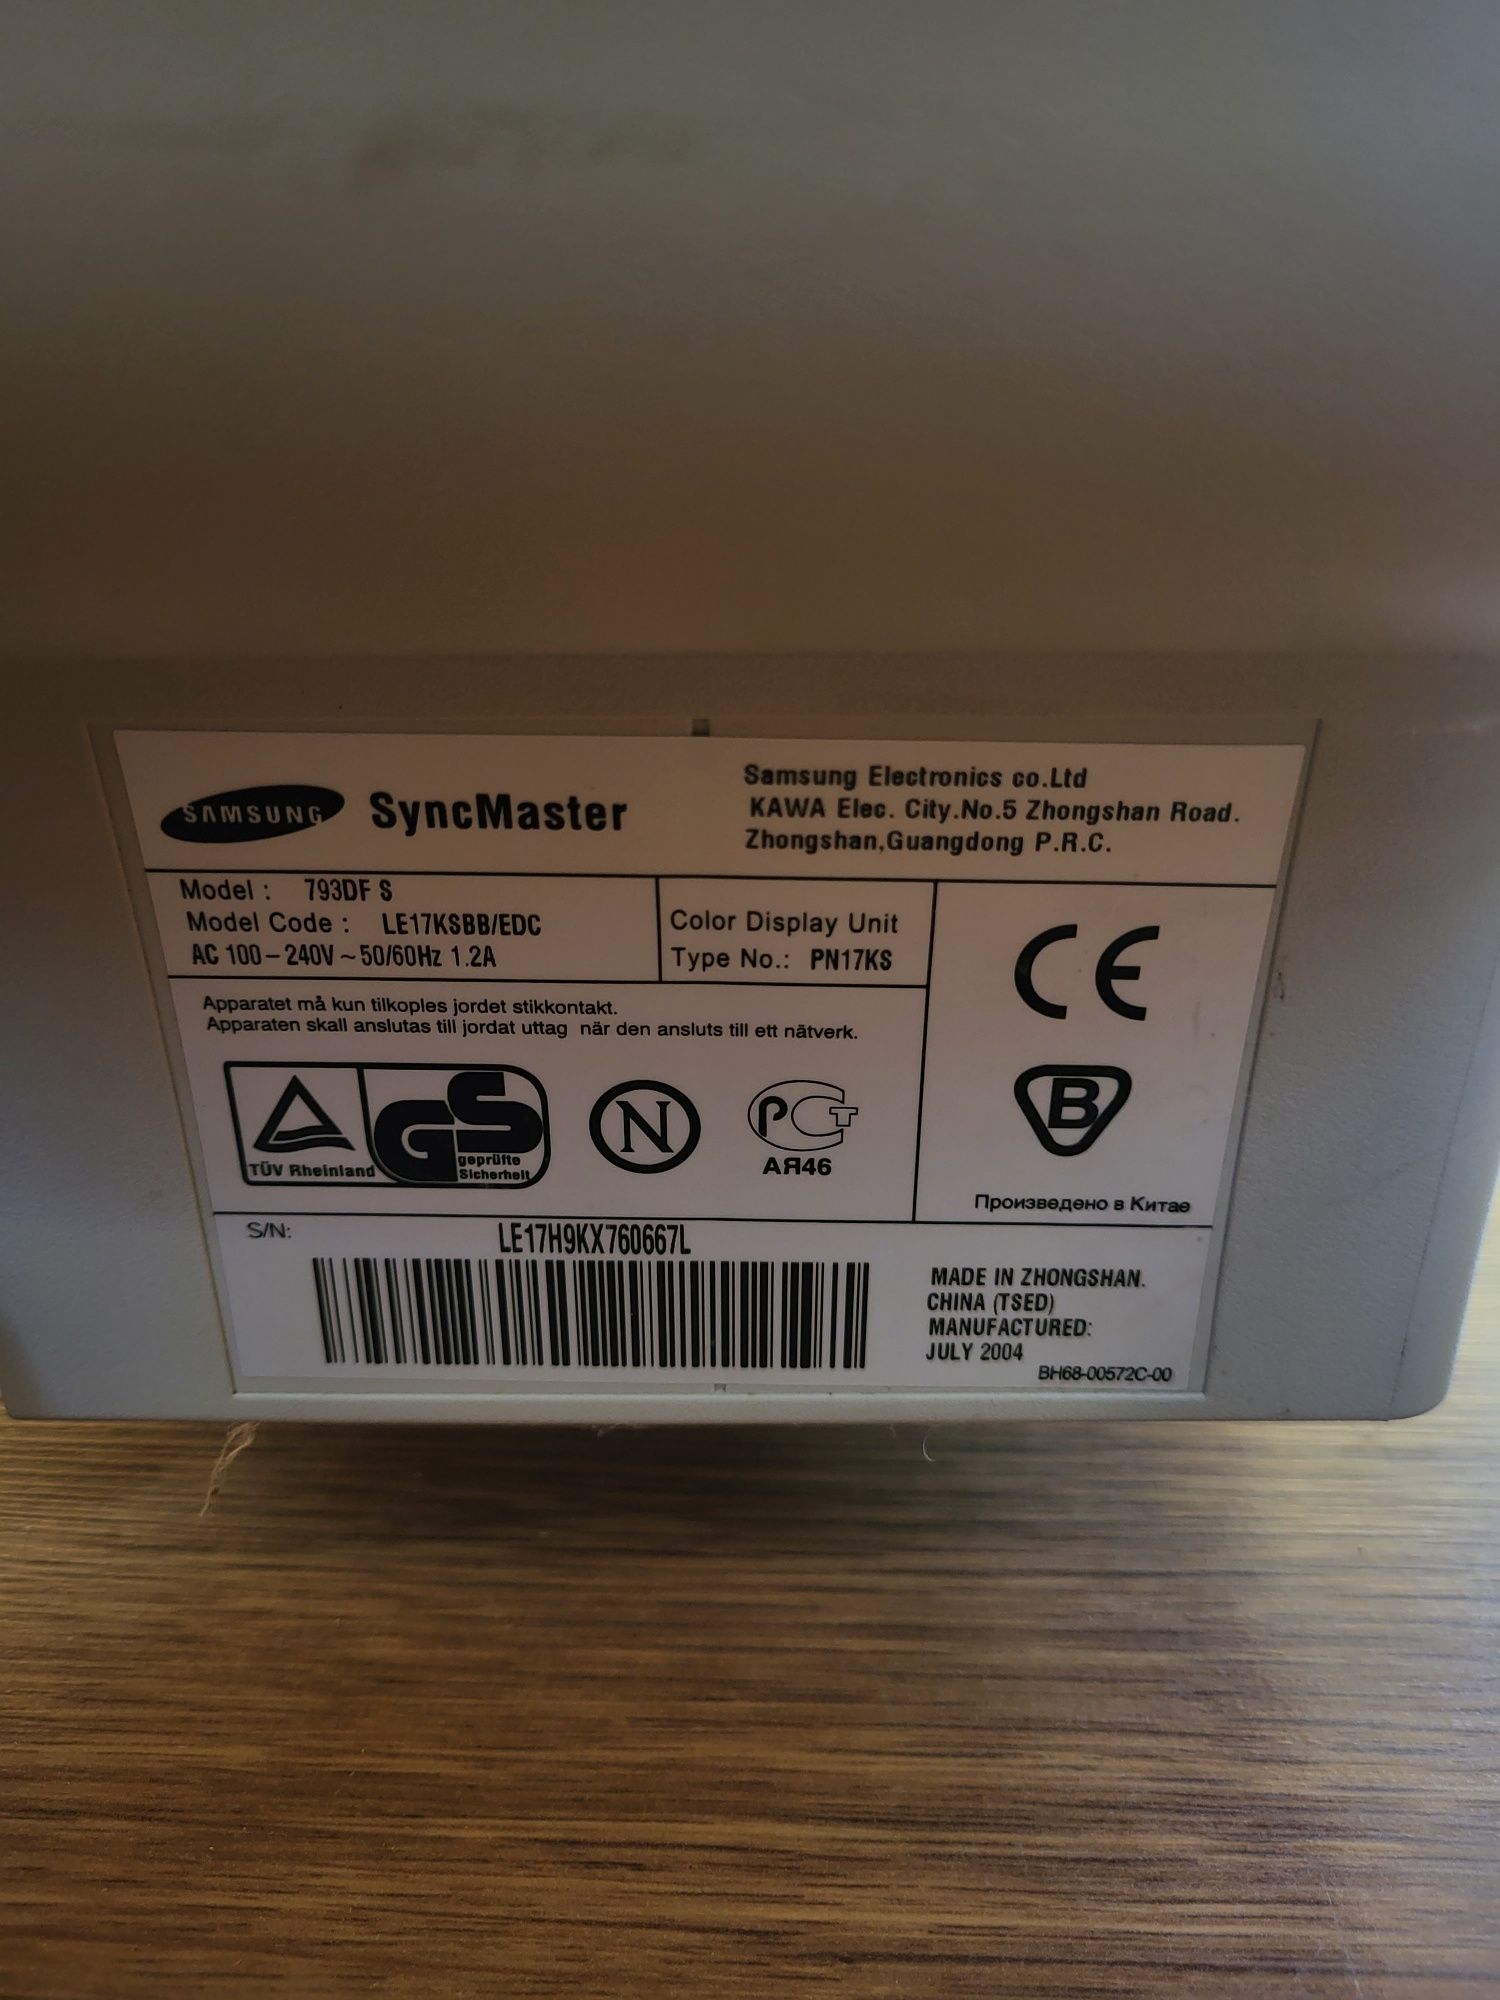 SAMSUNG SyncMaster
Samsung Electronics co.Ltd
KAWA Elec. City.No.5 Zhongshan Road.
Zhongshan,Guangdong P.R.C.
Model : 793DF S
Model Code : LE17KSBB/EDC
AC 100-240V ~ 50/60Hz 1.2A
Color Display Unit
Type No.: PN17KS
Apparatet må kun tilkoples jordet stikkontakt.
Apparaten skall anslutas till jordat uttag när den ansluts till ett nätverk.
CE
TÜV Rheinland
GS
geprüfte
Sicherheit
N
РСТ
АЯ46
B
Произведено в Китае
S/N: LE17H9KX760667L
MADE IN ZHONGSHAN.
CHINA (TSED)
MANUFACTURED:
JULY 2004
BH68-00572C-00